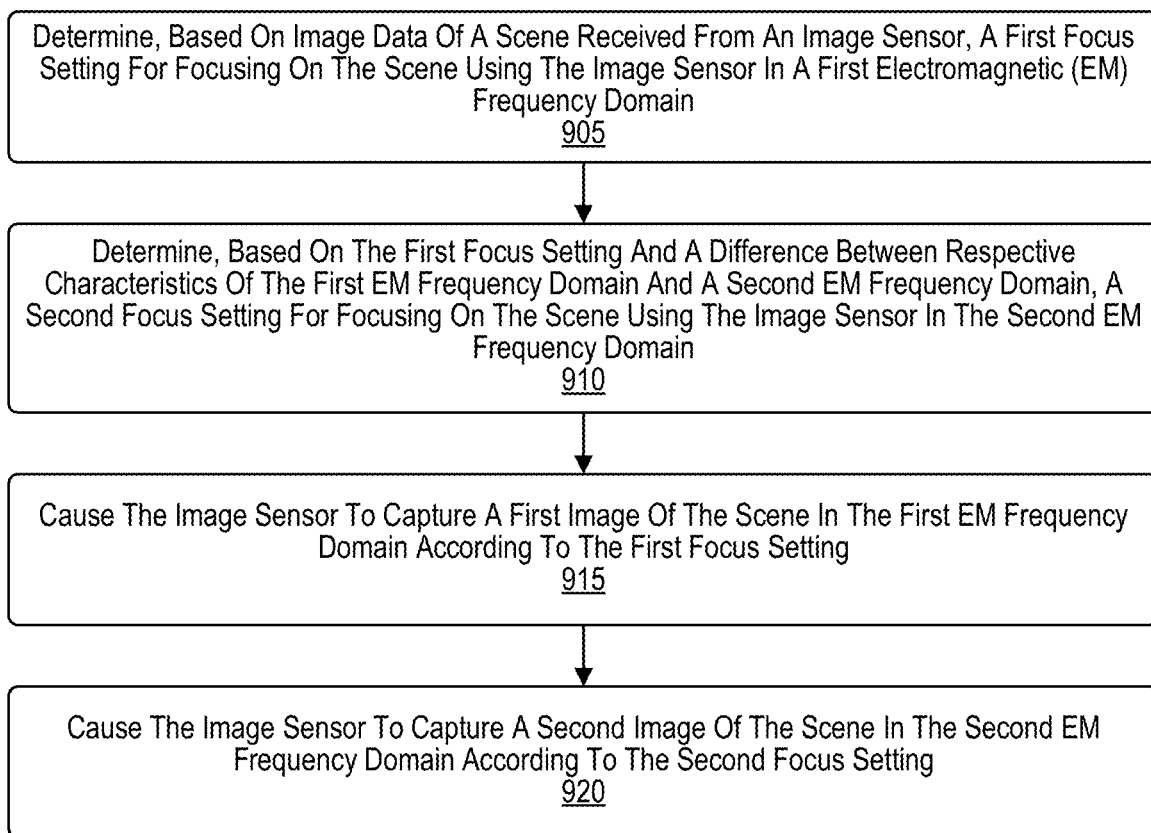 Determine, Based On Image Data Of A Scene Received From An Image Sensor, A First Focus
Setting For Focusing On The Scene Using The Image Sensor In A First Electromagnetic (EM)
Frequency Domain
905
Determine, Based On The First Focus Setting And A Difference Between Respective
Characteristics Of The First EM Frequency Domain And A Second EM Frequency Domain, A
Second Focus Setting For Focusing On The Scene Using The Image Sensor In The Second EM
Frequency Domain
910
Cause The Image Sensor To Capture A First Image Of The Scene In The First EM Frequency
Domain According To The First Focus Setting
915
Cause The Image Sensor To Capture A Second Image Of The Scene In The Second EM
Frequency Domain According To The Second Focus Setting
920